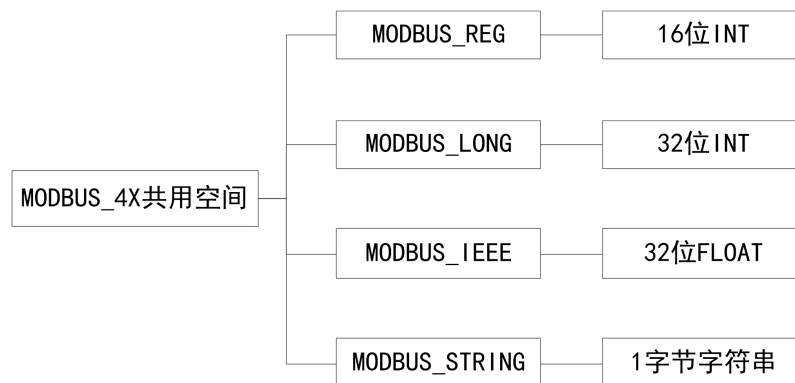 MODBUS_REG
16位INT
MODBUS_LONG
32位INT
MODBUS_4X共用空间
MODBUS_IEEE
32位FLOAT
MODBUS_STRING
1字节字符串